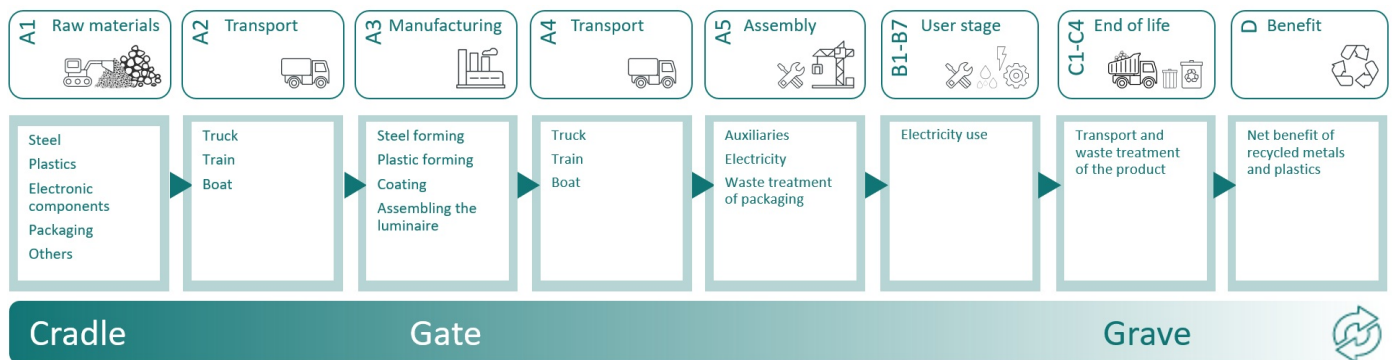 A1 Raw materials
A2 Transport
A3 Manufacturing
A4 Transport
A5 Assembly
B1-B7 User stage
C1-C4 End of life
D Benefit
Steel
Plastics
Electronic
components
Packaging
Others
Truck
Train
Boat
Steel forming
Plastic forming
Coating
Assembling the
luminaire
Truck
Train
Boat
Auxiliaries
Electricity
Waste treatment
of packaging
Electricity use
Transport and
waste treatment
of the product
Net benefit of
recycled metals
and plastics
Cradle
Gate
Grave